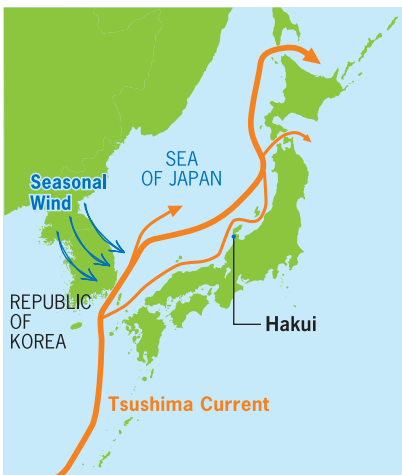 SEA
OF JAPAN
Seasonal
Wind
REPUBLIC
OF
KOREA
Hakui
Tsushima Current